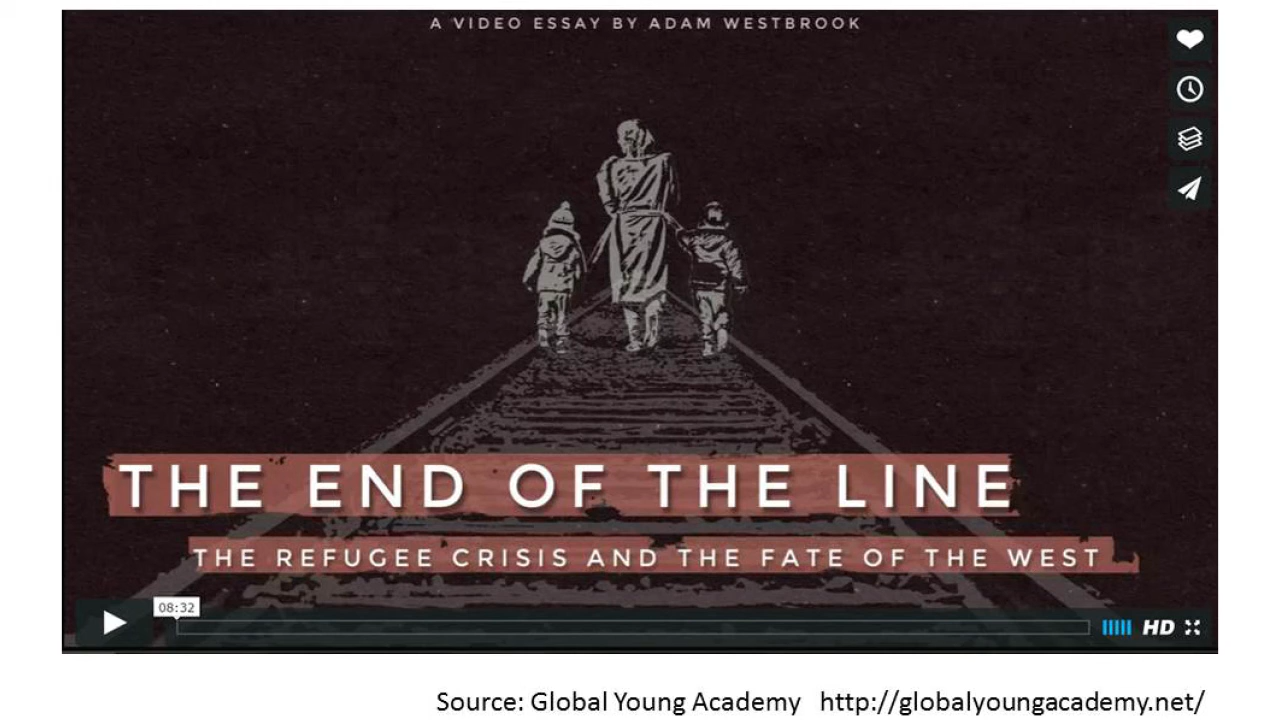 A VIDEO ESSAY BY ADAM WESTBROOK
THE END OF THE LINE
THE REFUGEE CRISIS AND THE FATE OF THE WEST
08:32
HD
Source: Global Young Academy http://globalyoungacademy.net/